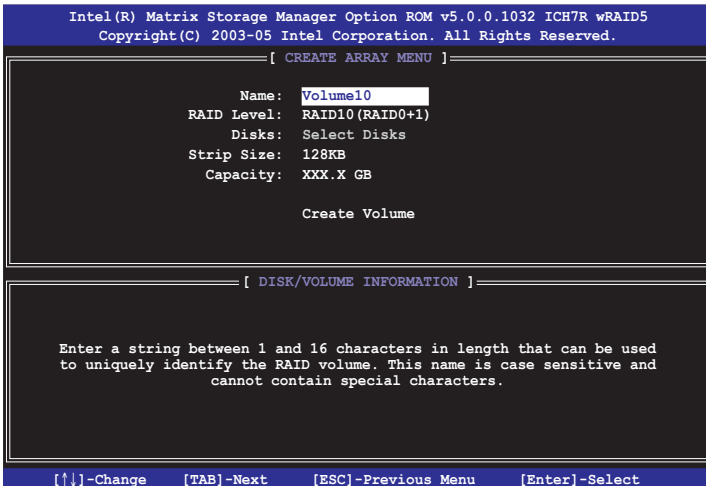 Intel(R) Matrix Storage Manager Option ROM v5.0.0.1032 ICH7R wRAID5
Copyright(C) 2003-05 Intel Corporation. All Rights Reserved.
[ CREATE ARRAY MENU ]
Name: Volume10
RAID Level: RAID10(RAID0+1)
Disks: Select Disks
Strip Size: 128KB
Capacity: XXX.X GB
Create Volume
[ DISK/VOLUME INFORMATION ]
Enter a string between 1 and 16 characters in length that can be used
to uniquely identify the RAID volume. This name is case sensitive and
cannot contain special characters.
[↑↓]-Change [TAB]-Next [ESC]-Previous Menu [Enter]-Select